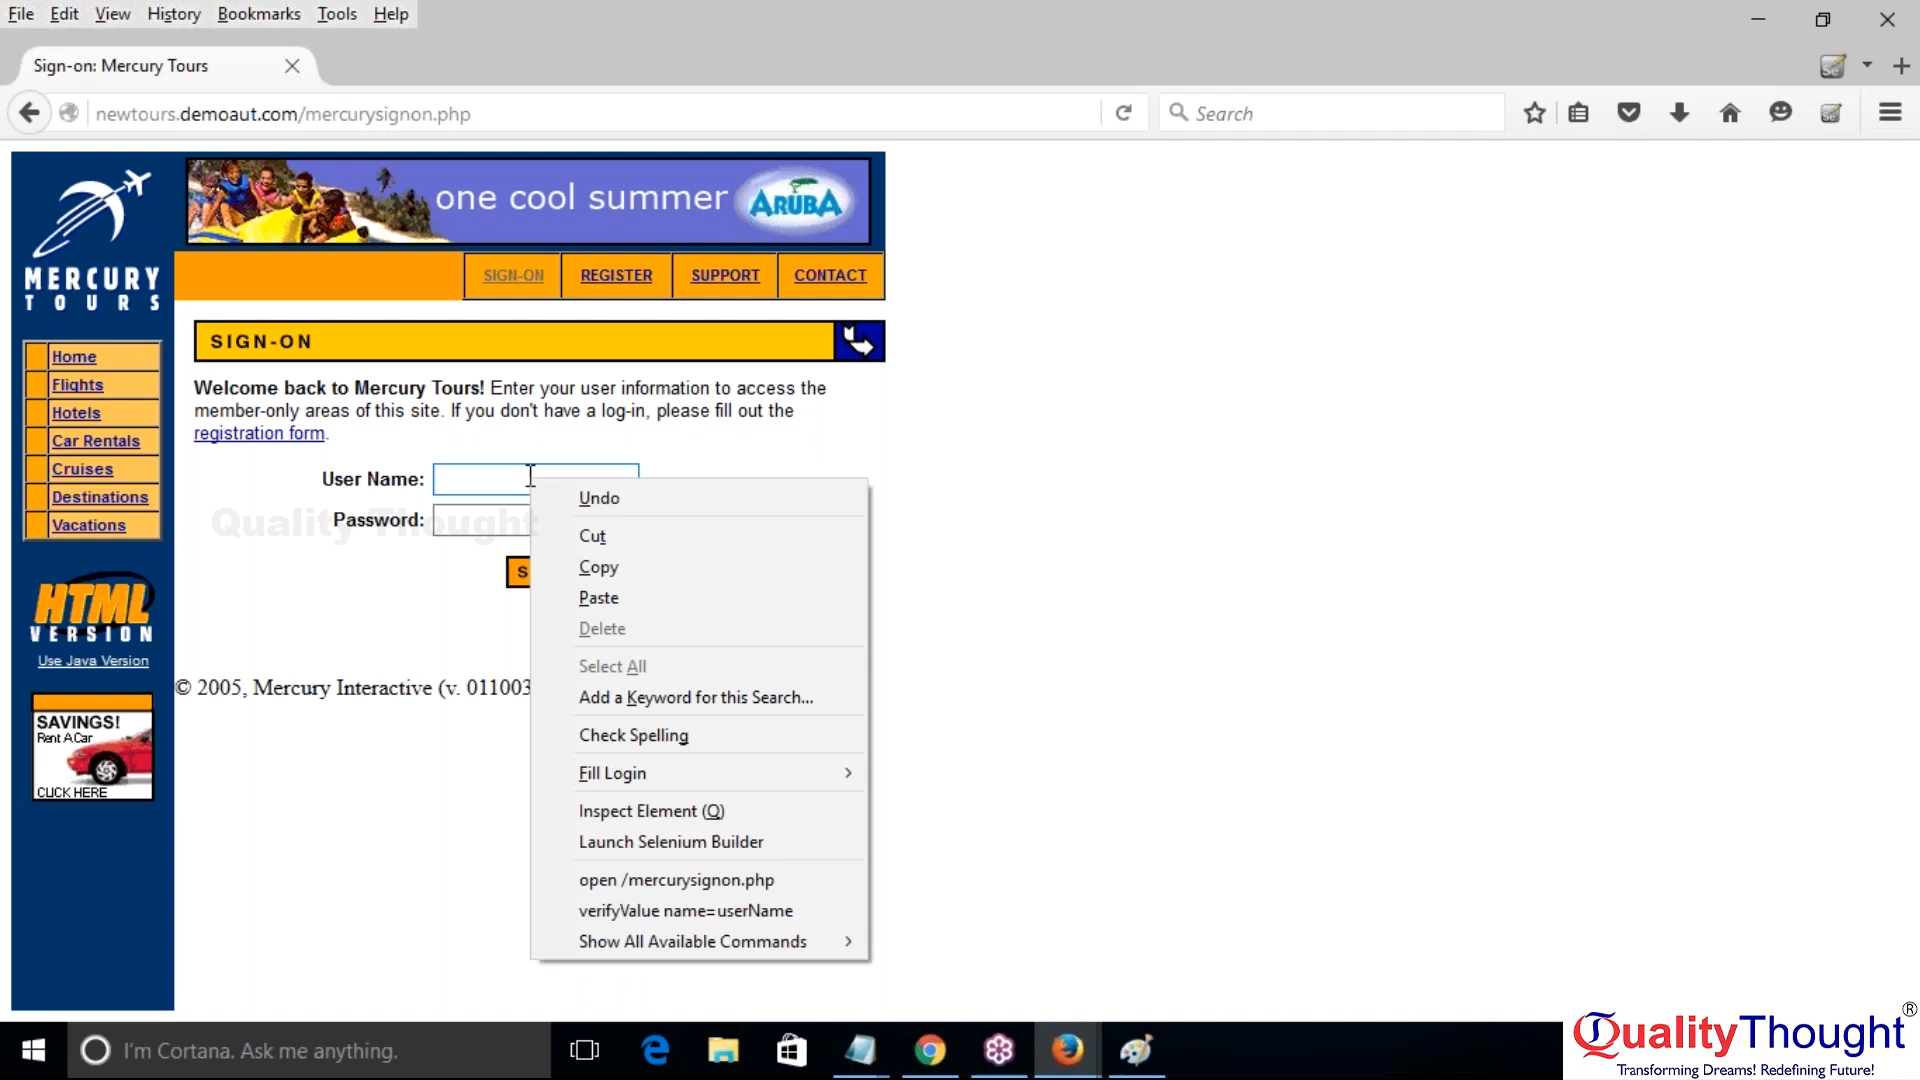 File Edit View History Bookmarks Tools Help
Sign-on: Mercury Tours
newtours.demoaut.com/mercurysignon.php
Search
one cool summer ARUBA
MERCURY
TOURS
SIGN-ON REGISTER SUPPORT CONTACT
SIGN-ON
Home
Flights
Hotels
Car Rentals
Cruises
Destinations
Vacations
Welcome back to Mercury Tours! Enter your user information to access the
member-only areas of this site. If you don't have a log-in, please fill out the
registration form.
User Name:
Password:
Quality Thought
S
HTML
VERSION
Use Java Version
© 2005, Mercury Interactive (v. 011003
SAVINGS!
Rent A Car
CLICK HERE
Undo
Cut
Copy
Paste
Delete
Select All
Add a Keyword for this Search...
Check Spelling
Fill Login
Inspect Element (Q)
Launch Selenium Builder
open /mercurysignon.php
verifyValue name=userName
Show All Available Commands
I'm Cortana. Ask me anything.
QualityThought®
Transforming Dreams! Redefining Future!